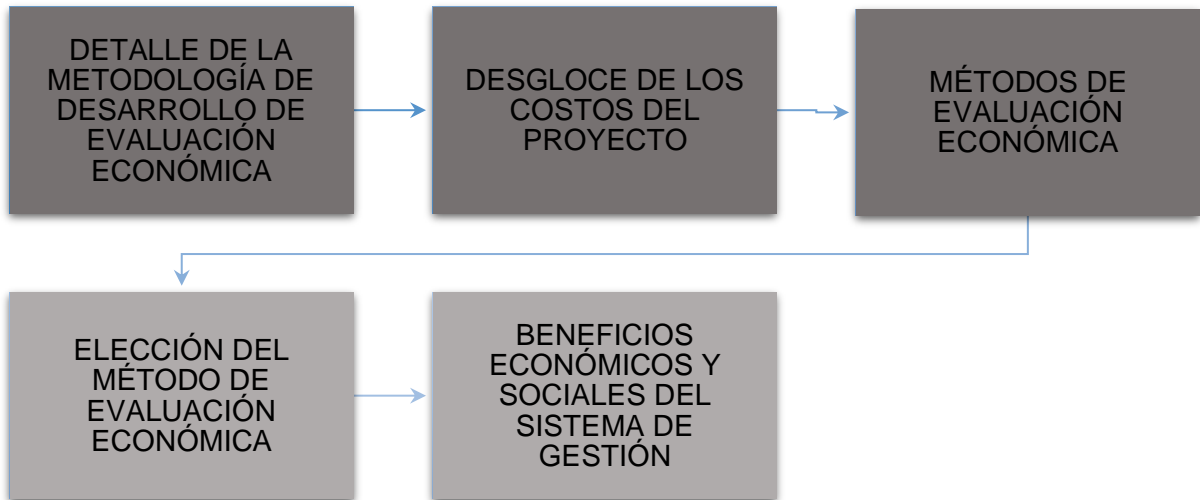 DETALLE DE LA
METODOLOGÍA DE
DESARROLLO DE
EVALUACIÓN
ECONÓMICA
DESGLOCE DE LOS
COSTOS DEL
PROYECTO
MÉTODOS DE
EVALUACIÓN
ECONÓMICA
ELECCIÓN DEL
MÉTODO DE
EVALUACIÓN
ECONÓMICA
BENEFICIOS
ECONÓMICOS Y
SOCIALES DEL
SISTEMA DE
GESTIÓN